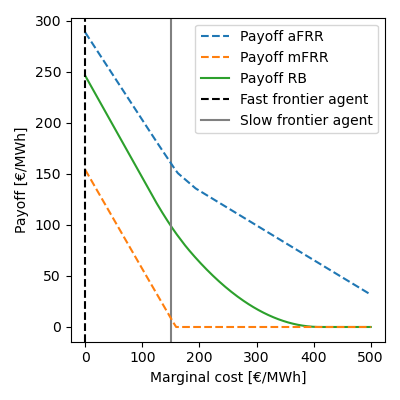 300
250
200
150
100
50
0
Payoff [€/MWh]
Payoff aFRR
Payoff mFRR
Payoff RB
Fast frontier agent
Slow frontier agent
0 100 200 300 400 500
Marginal cost [€/MWh]